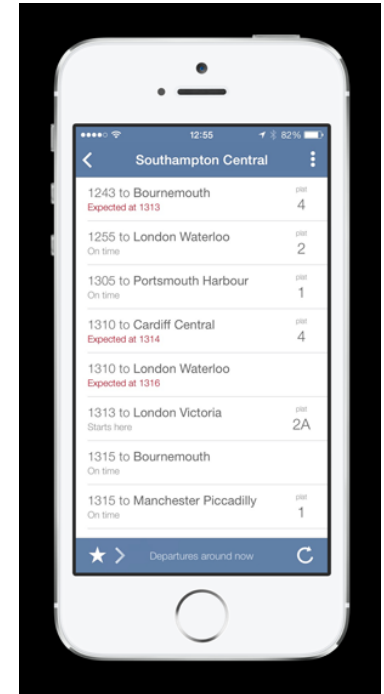 12:55
82%
Southampton Central
1243 to Bournemouth
Expected at 1313
plat
4
1255 to London Waterloo
On time
plat
2
1305 to Portsmouth Harbour
On time
plat
1
1310 to Cardiff Central
Expected at 1314
plat
4
1310 to London Waterloo
Expected at 1316
1313 to London Victoria
Starts here
plat
2A
1315 to Bournemouth
On time
1315 to Manchester Piccadilly
On time
plat
1
Departures around now